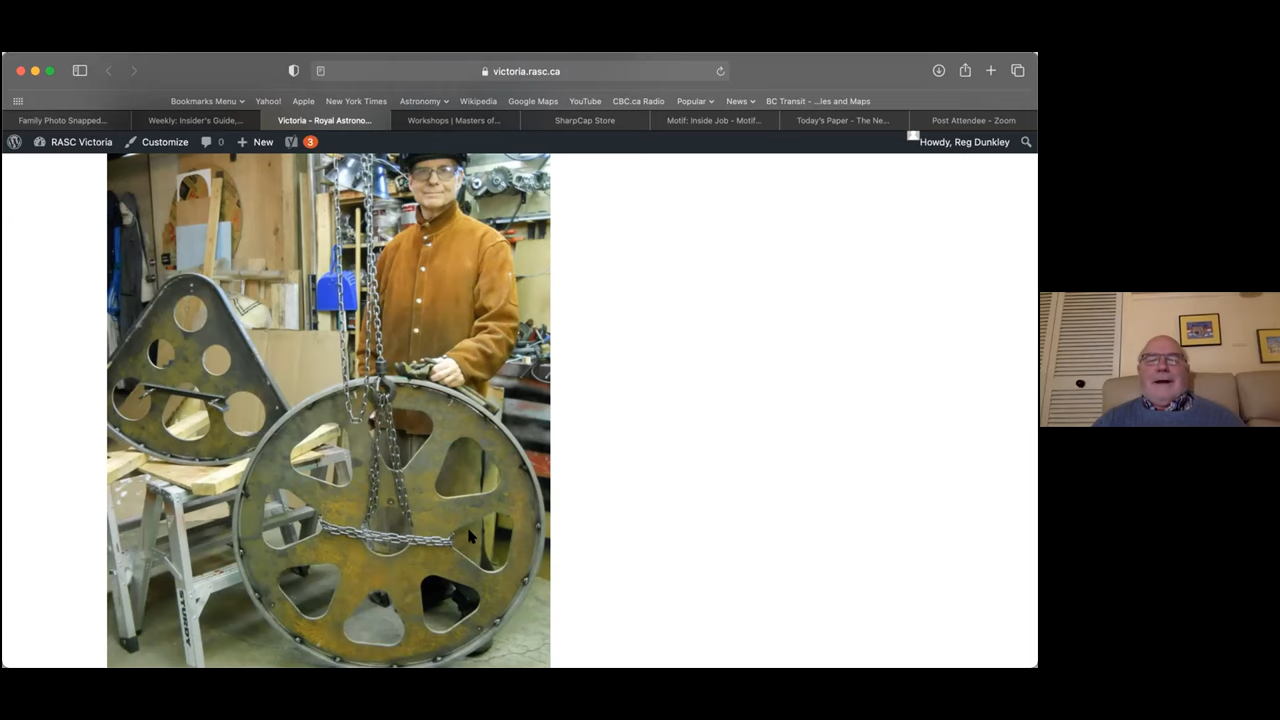 victoria.rasc.ca
Bookmarks Menu Yahoo! Apple New York Times Astronomy Wikipedia Google Maps YouTube CBC.ca Radio Popular News BC Transit - ...les and Maps
Family Photo Snapped... Weekly: Insider's Guide,... Victoria - Royal Astrono... Workshops | Masters of... SharpCap Store Motif: Inside Job - Motif... Today's Paper - The Ne... Post Attendee - Zoom
RASC Victoria Customize 0 New 3 Howdy, Reg Dunkley
STURDY